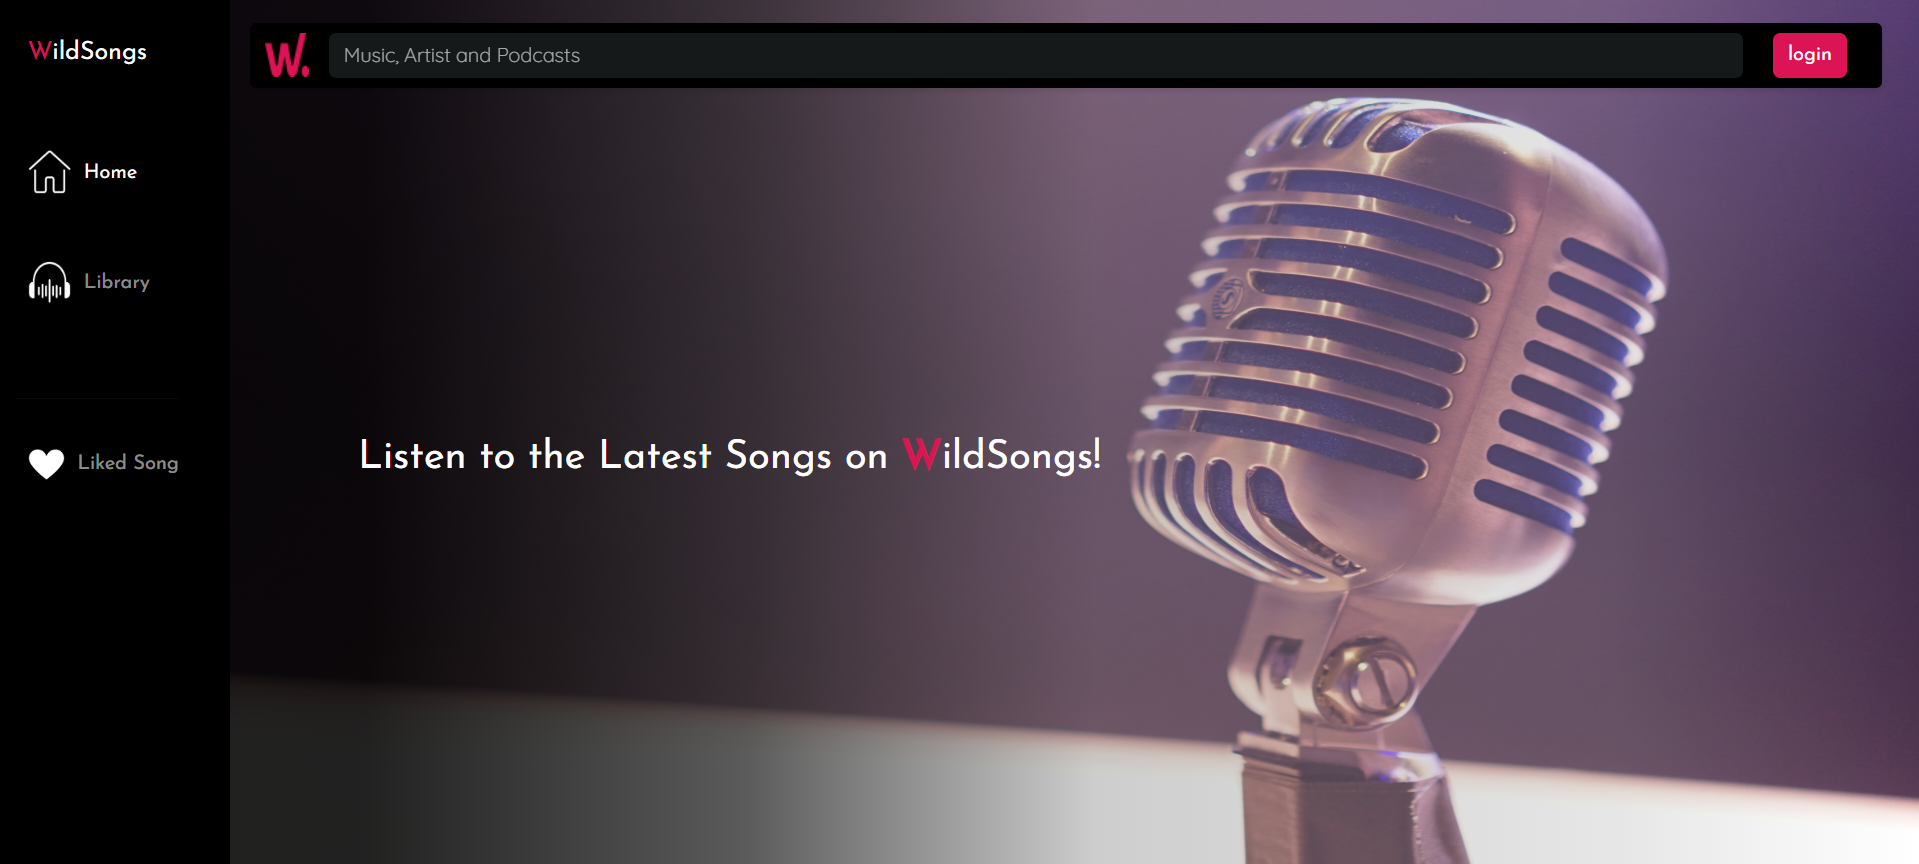 WildSongs
Home
Library
Liked Song
W.
Music, Artist and Podcasts
login
Listen to the Latest Songs on WildSongs!